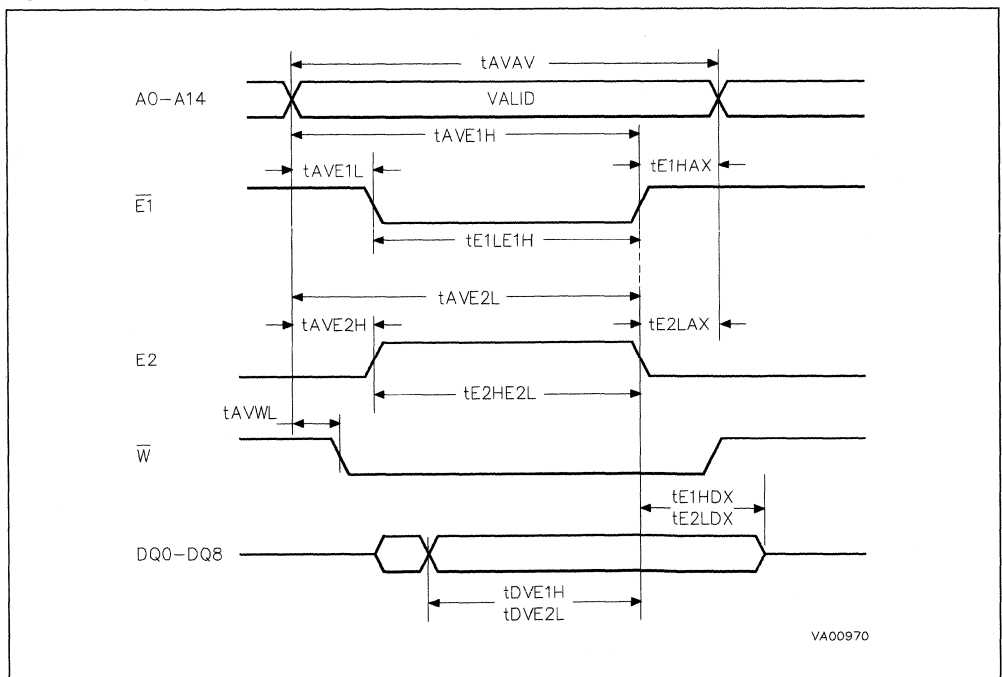 tAVAV
A0-A14
VALID
tAVE1H
tAVE1L
tE1HAX
E1
tE1LE1H
tAVE2L
tAVE2H
tE2LAX
E2
tE2HE2L
tAVWL
W
tE1HDX
tE2LDX
DQ0-DQ8
tDVE1H
tDVE2L
VA00970